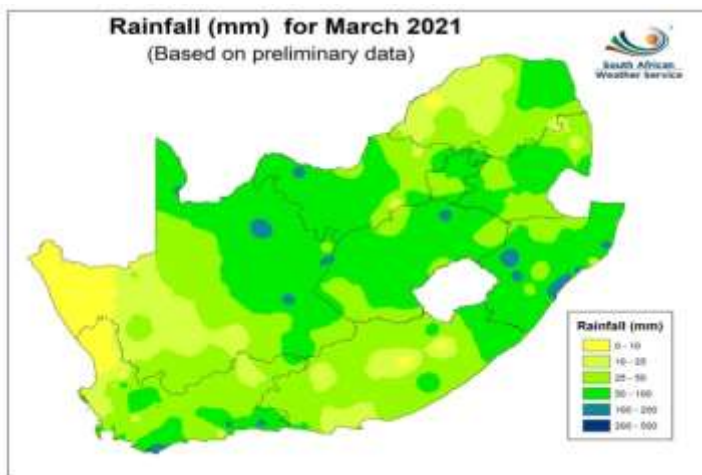 Rainfall (mm) for March 2021
(Based on preliminary data)
South African
Weather Service
Rainfall (mm)
0 - 10
10 - 25
25 - 50
50 - 100
100 - 200
200 - 500